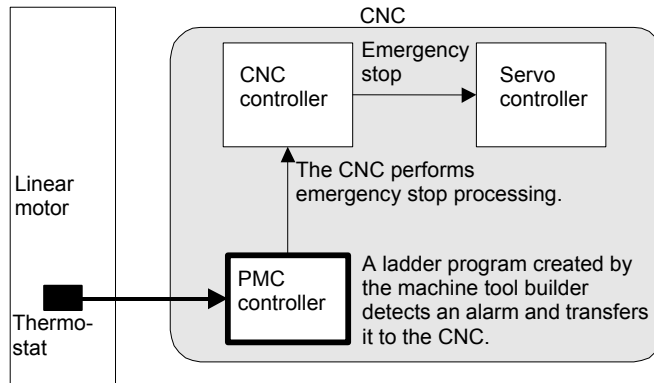 CNC
Emergency
stop
CNC
controller
Servo
controller
The CNC performs
emergency stop processing.
Linear
motor
PMC
controller
A ladder program created by
the machine tool builder
detects an alarm and transfers
it to the CNC.
Thermo-
stat